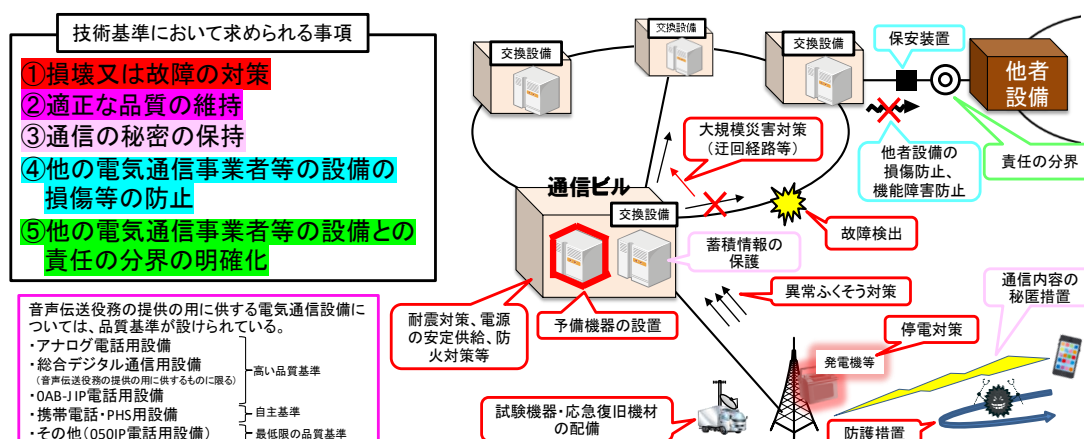 技術基準において求められる事項
①損壊又は故障の対策
②適正な品質の維持
③通信の秘密の保持
④他の電気通信事業者等の設備の
損傷等の防止
⑤他の電気通信事業者等の設備との
責任の分界の明確化
音声伝送役務の提供の用に供する電気通信設備に
ついては、品質基準が設けられている。
・アナログ電話用設備
・総合デジタル通信用設備
(音声伝送役務の提供の用に供するものに限る)
・0AB-J IP電話用設備
・携帯電話・PHS用設備
・その他(050IP電話用設備)
高い品質基準
自主基準
最低限の品質基準
交換設備
交換設備
交換設備
保安装置
他者
設備
大規模災害対策
(迂回経路等)
他者設備の
損傷防止、
機能障害防止
責任の分界
通信ビル
交換設備
故障検出
蓄積情報の
保護
耐震対策、電源
の安定供給、防
火対策等
予備機器の設置
異常ふくそう対策
通信内容の
秘匿措置
停電対策
発電機等
試験機器・応急復旧機材
の配備
防護措置